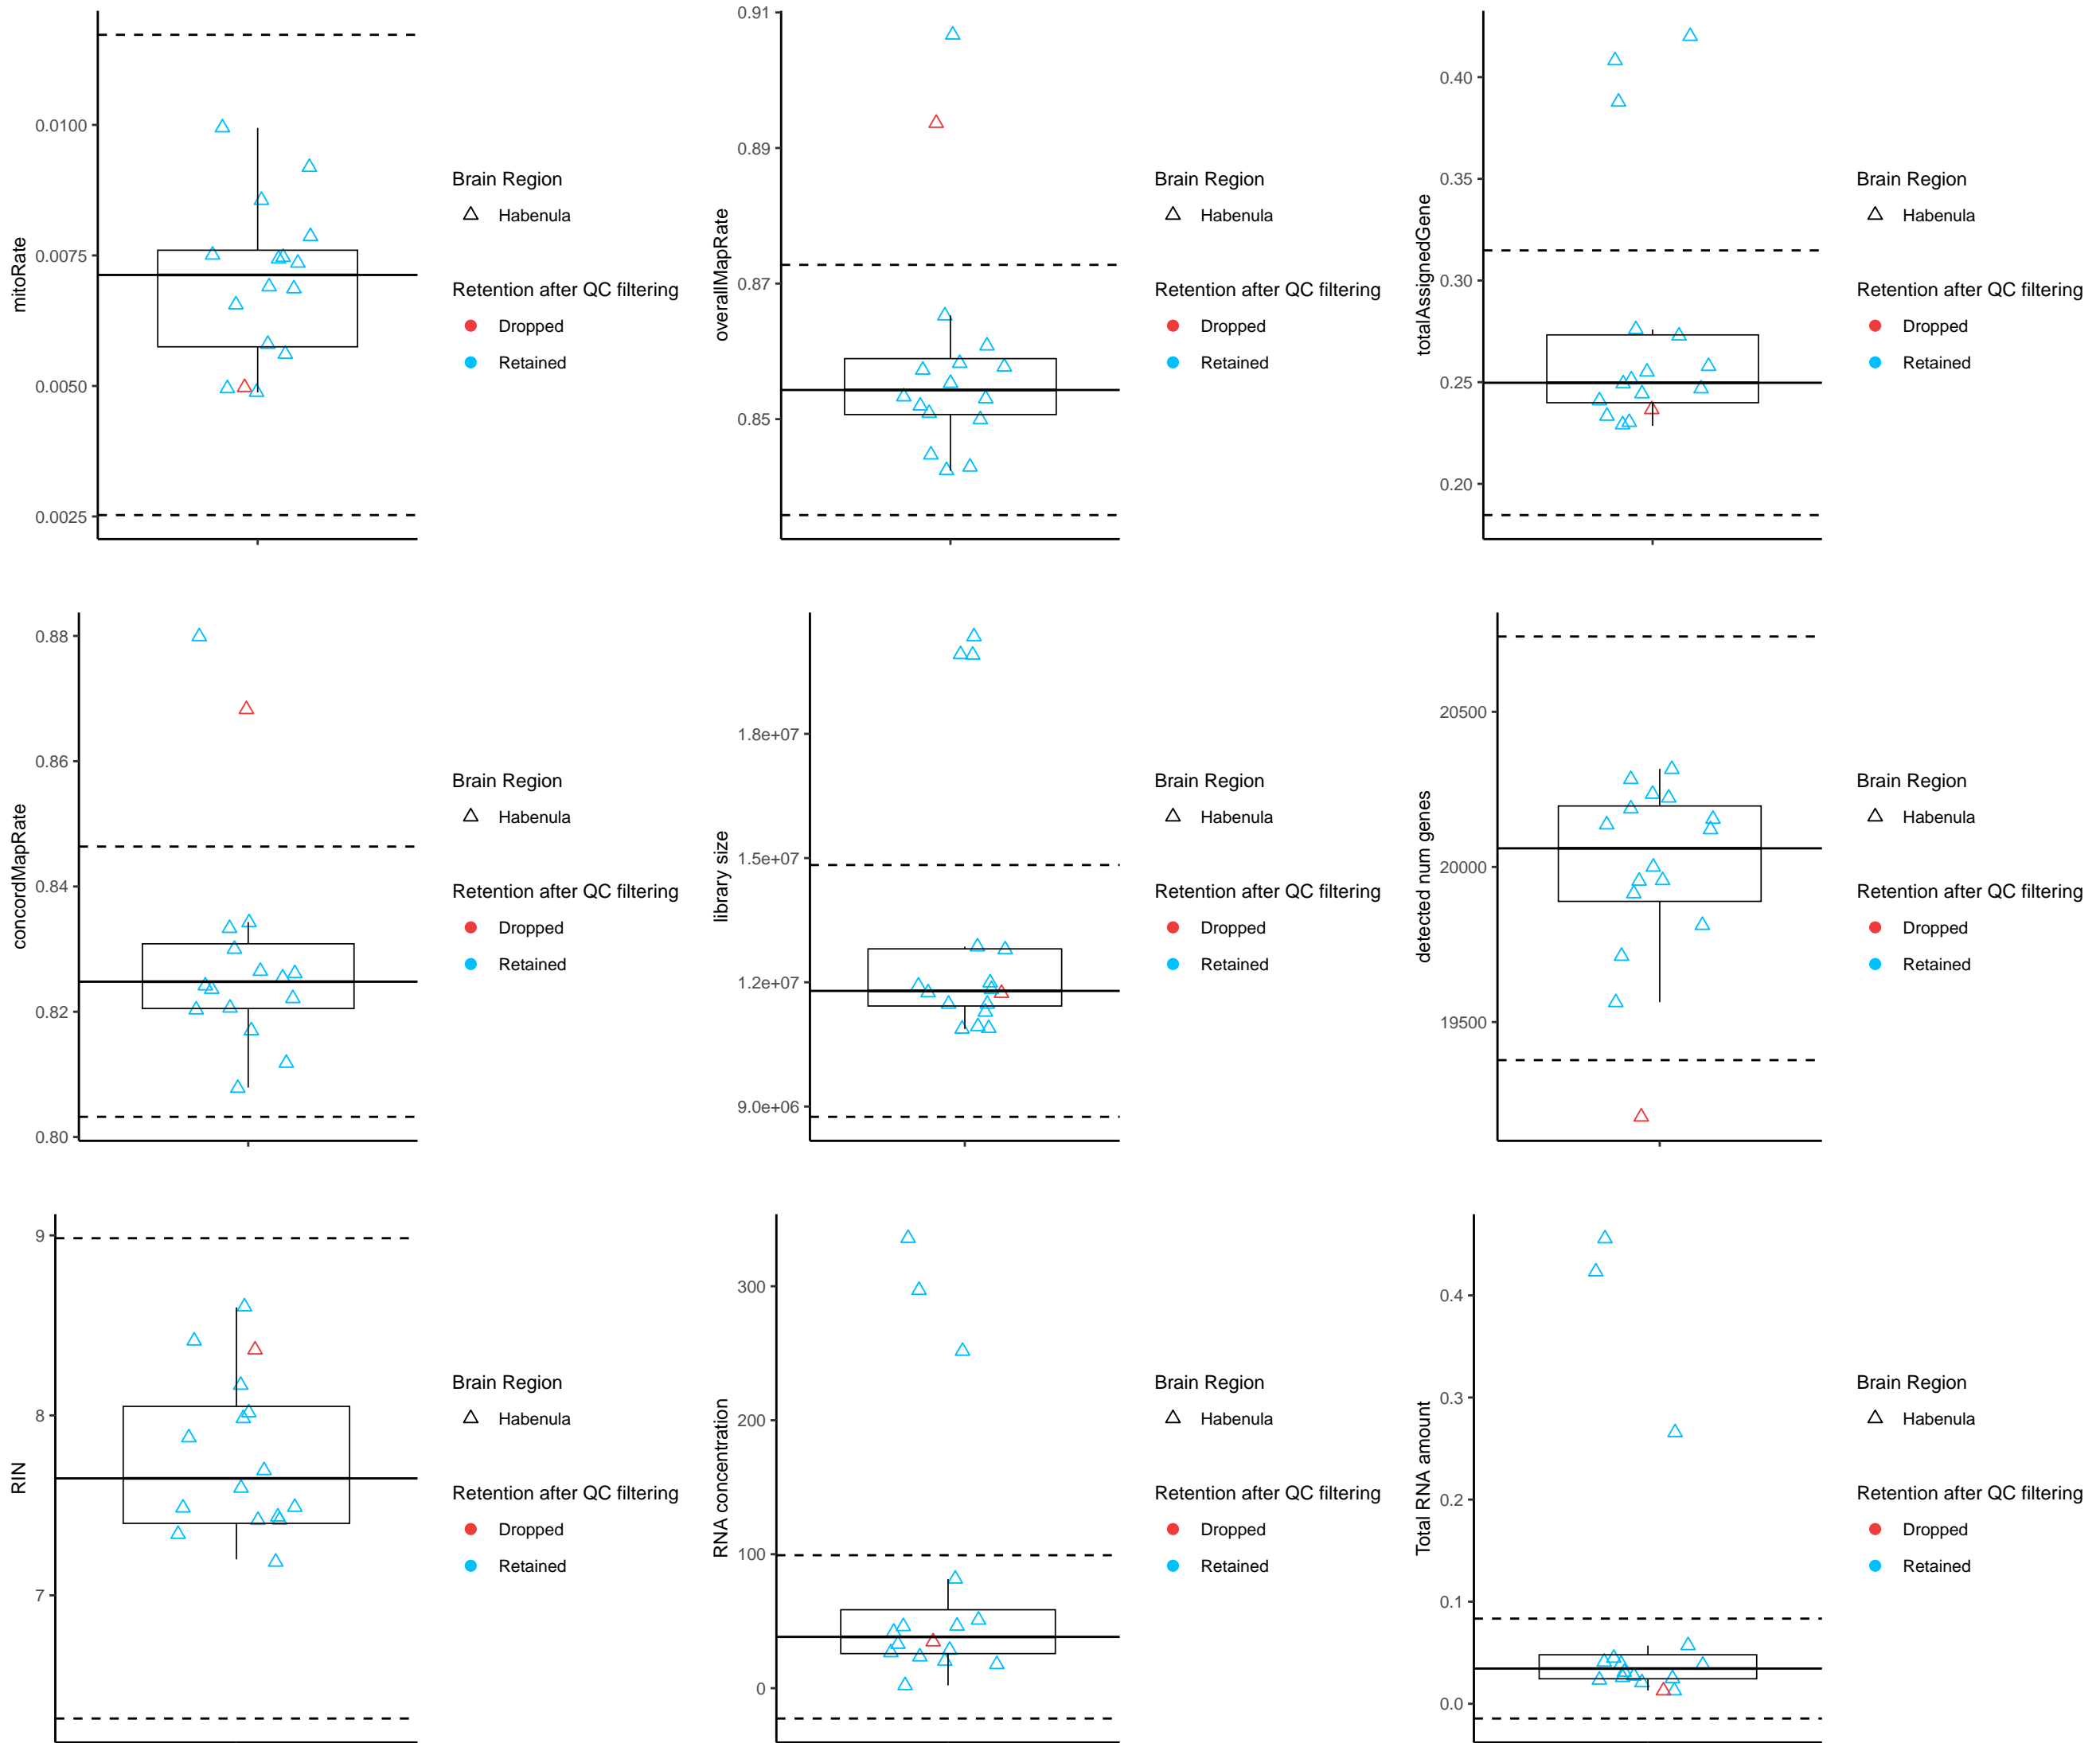 mitoRate
0.0100
0.0075
0.0050
0.0025
Brain Region
Habenula
Retention after QC filtering
Dropped
Retained
overallMapRate
0.91
0.89
0.87
0.85
Brain Region
Habenula
Retention after QC filtering
Dropped
Retained
totalAssignedGene
0.40
0.35
0.30
0.25
0.20
Brain Region
Habenula
Retention after QC filtering
Dropped
Retained
concordMapRate
0.88
0.86
0.84
0.82
0.80
Brain Region
Habenula
Retention after QC filtering
Dropped
Retained
library size
1.8e+07
1.5e+07
1.2e+07
9.0e+06
Brain Region
Habenula
Retention after QC filtering
Dropped
Retained
detected num genes
20500
20000
19500
Brain Region
Habenula
Retention after QC filtering
Dropped
Retained
RIN
9
8
7
Brain Region
Habenula
Retention after QC filtering
Dropped
Retained
RNA concentration
300
200
100
0
Brain Region
Habenula
Retention after QC filtering
Dropped
Retained
Total RNA amount
0.4
0.3
0.2
0.1
0.0
Brain Region
Habenula
Retention after QC filtering
Dropped
Retained